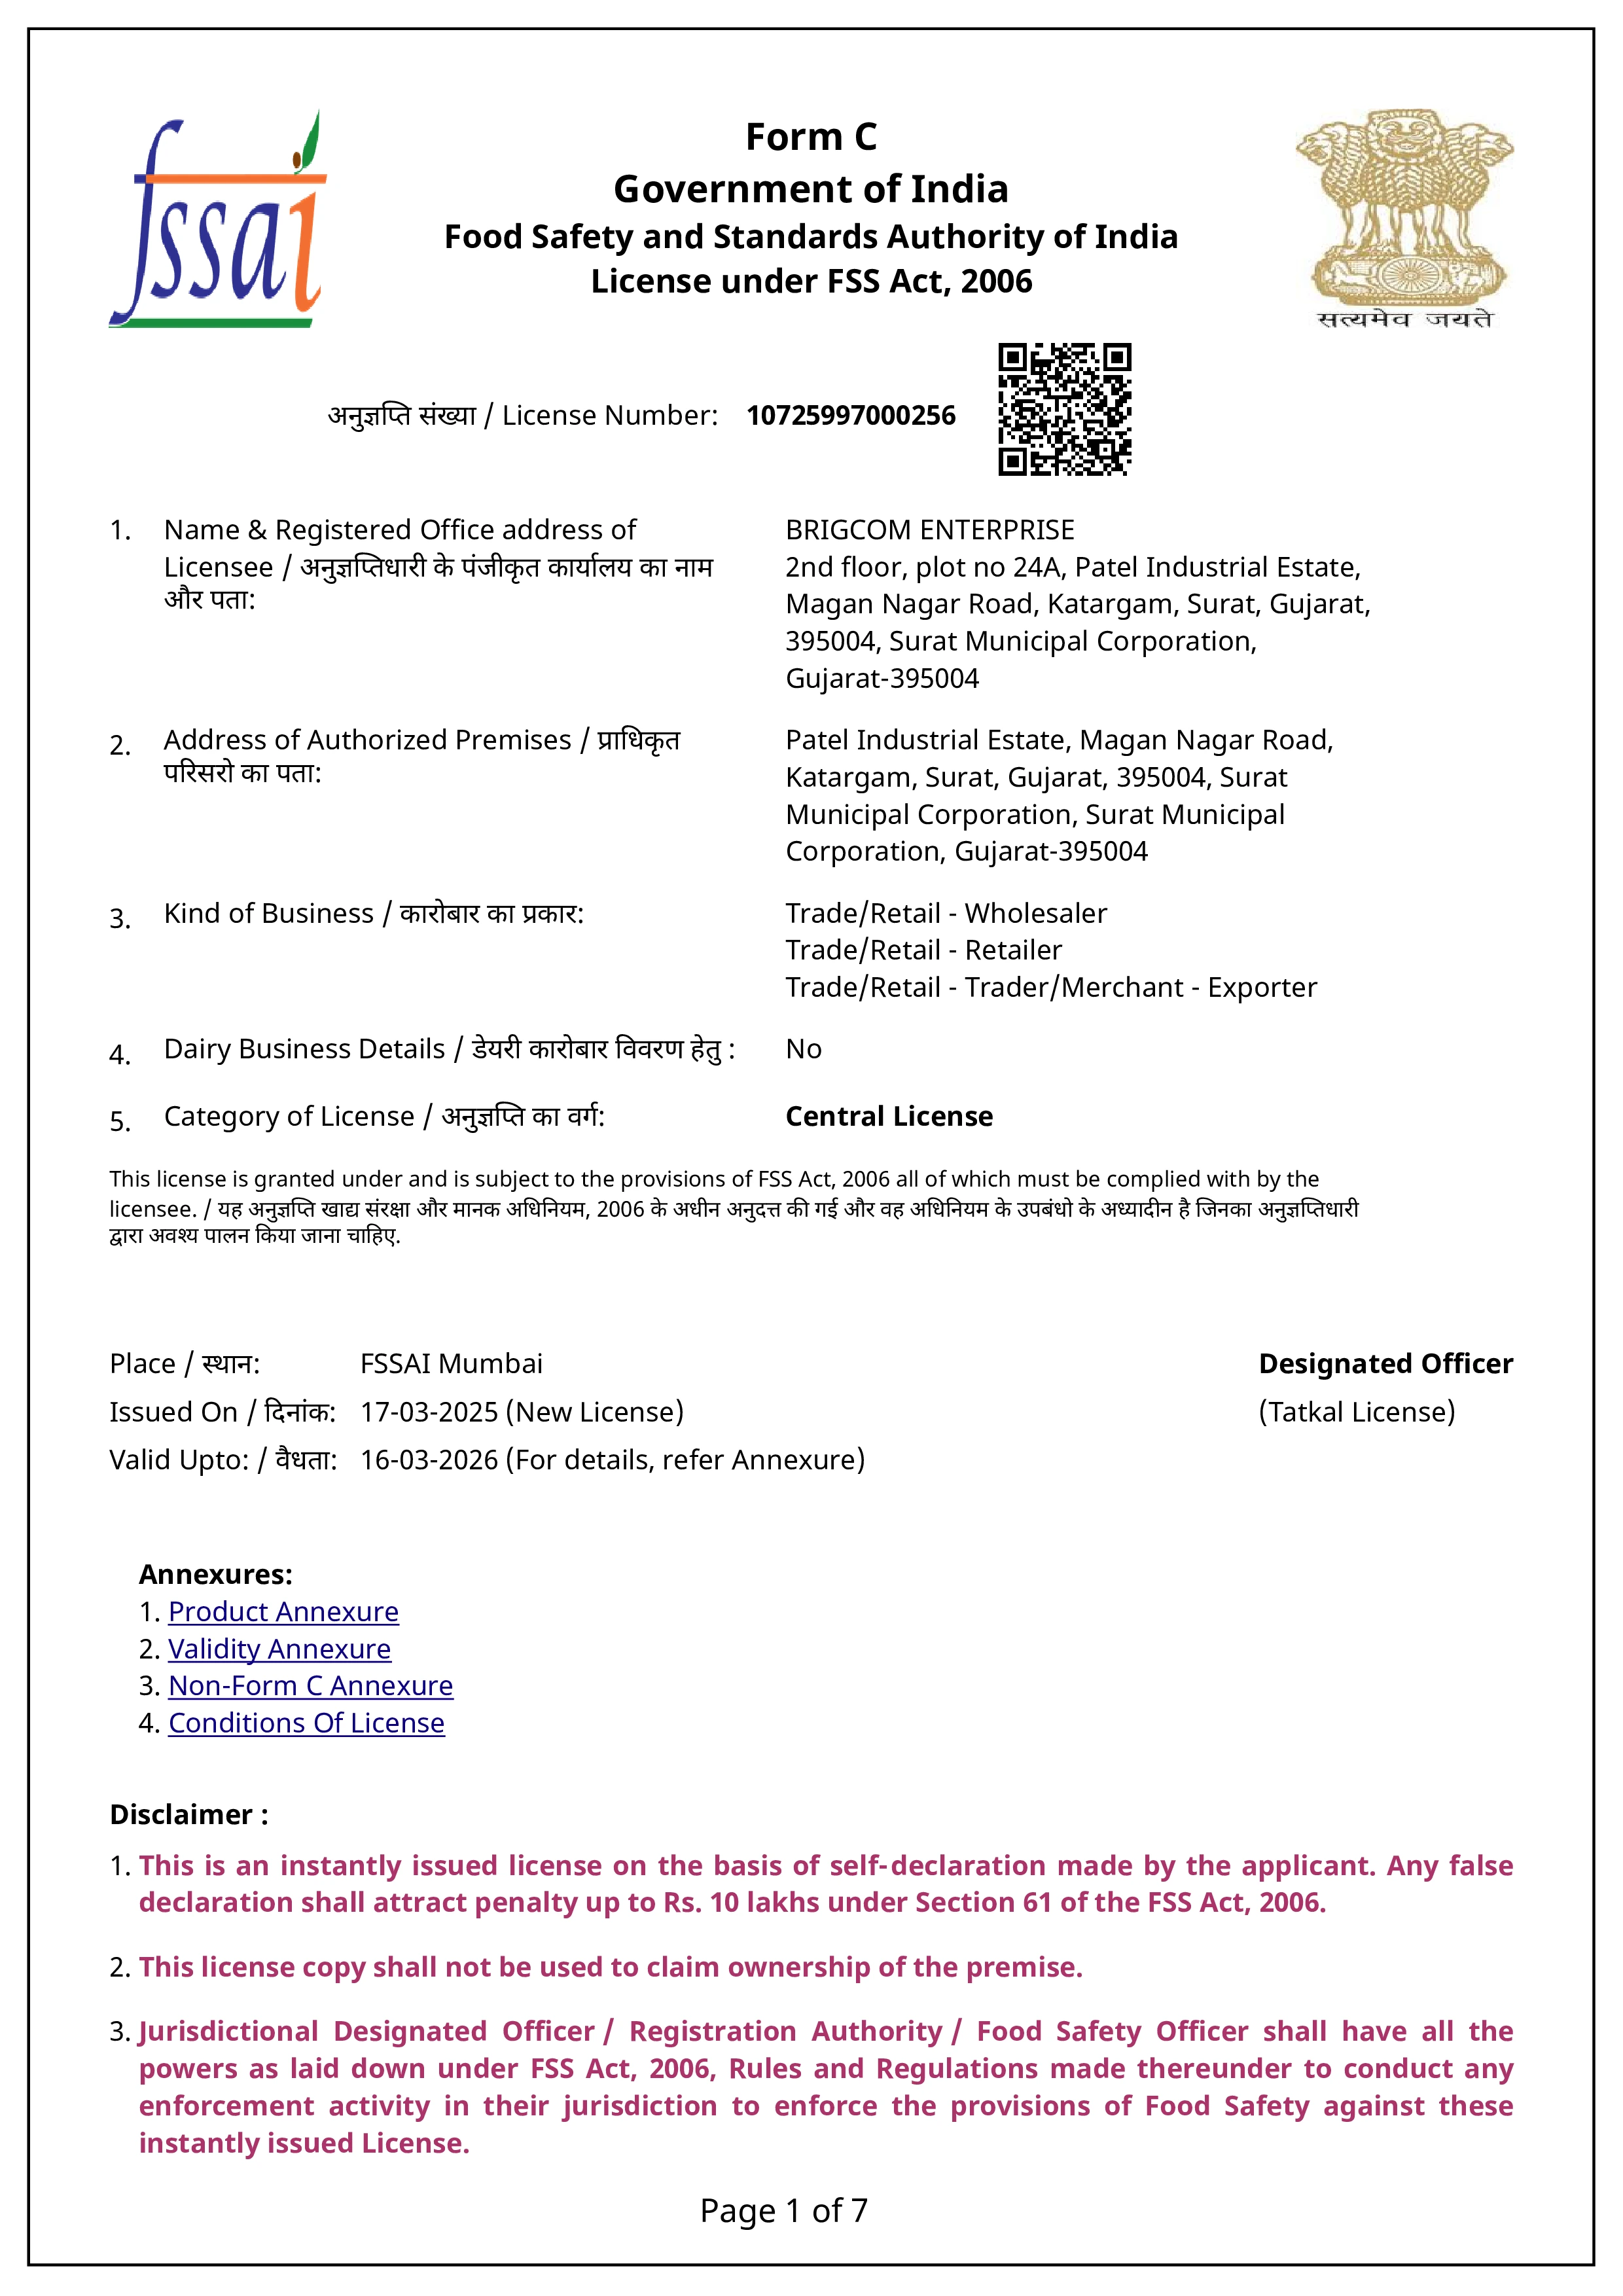 fssai
Form C
Government of India
Food Safety and Standards Authority of India
License under FSS Act, 2006
सत्यमेव जयते
अनुज्ञप्ति संख्या / License Number: 10725997000256
1. Name & Registered Office address of
Licensee / अनुज्ञप्तिधारी के पंजीकृत कार्यालय का नाम
और पता:
BRIGCOM ENTERPRISE
2nd floor, plot no 24A, Patel Industrial Estate,
Magan Nagar Road, Katargam, Surat, Gujarat,
395004, Surat Municipal Corporation,
Gujarat-395004
2. Address of Authorized Premises / प्राधिकृत
परिसरो का पता:
Patel Industrial Estate, Magan Nagar Road,
Katargam, Surat, Gujarat, 395004, Surat
Municipal Corporation, Surat Municipal
Corporation, Gujarat-395004
3. Kind of Business / कारोबार का प्रकार:
Trade/Retail - Wholesaler
Trade/Retail - Retailer
Trade/Retail - Trader/Merchant - Exporter
4. Dairy Business Details / डेयरी कारोबार विवरण हेतु : No
5. Category of License / अनुज्ञप्ति का वर्ग: Central License
This license is granted under and is subject to the provisions of FSS Act, 2006 all of which must be complied with by the
licensee. / यह अनुज्ञप्ति खाद्य संरक्षा और मानक अधिनियम, 2006 के अधीन अनुदत्त की गई और वह अधिनियम के उपबंधो के अध्यादीन है जिनका अनुज्ञप्तिधारी
द्वारा अवश्य पालन किया जाना चाहिए.
Place / स्थान: FSSAI Mumbai Designated Officer
Issued On / दिनांक: 17-03-2025 (New License) (Tatkal License)
Valid Upto: / वैधता: 16-03-2026 (For details, refer Annexure)
Annexures:
1. Product Annexure
2. Validity Annexure
3. Non-Form C Annexure
4. Conditions Of License
Disclaimer :
1. This is an instantly issued license on the basis of self-declaration made by the applicant. Any false
declaration shall attract penalty up to Rs. 10 lakhs under Section 61 of the FSS Act, 2006.
2. This license copy shall not be used to claim ownership of the premise.
3. Jurisdictional Designated Officer / Registration Authority / Food Safety Officer shall have all the
powers as laid down under FSS Act, 2006, Rules and Regulations made thereunder to conduct any
enforcement activity in their jurisdiction to enforce the provisions of Food Safety against these
instantly issued License.
Page 1 of 7